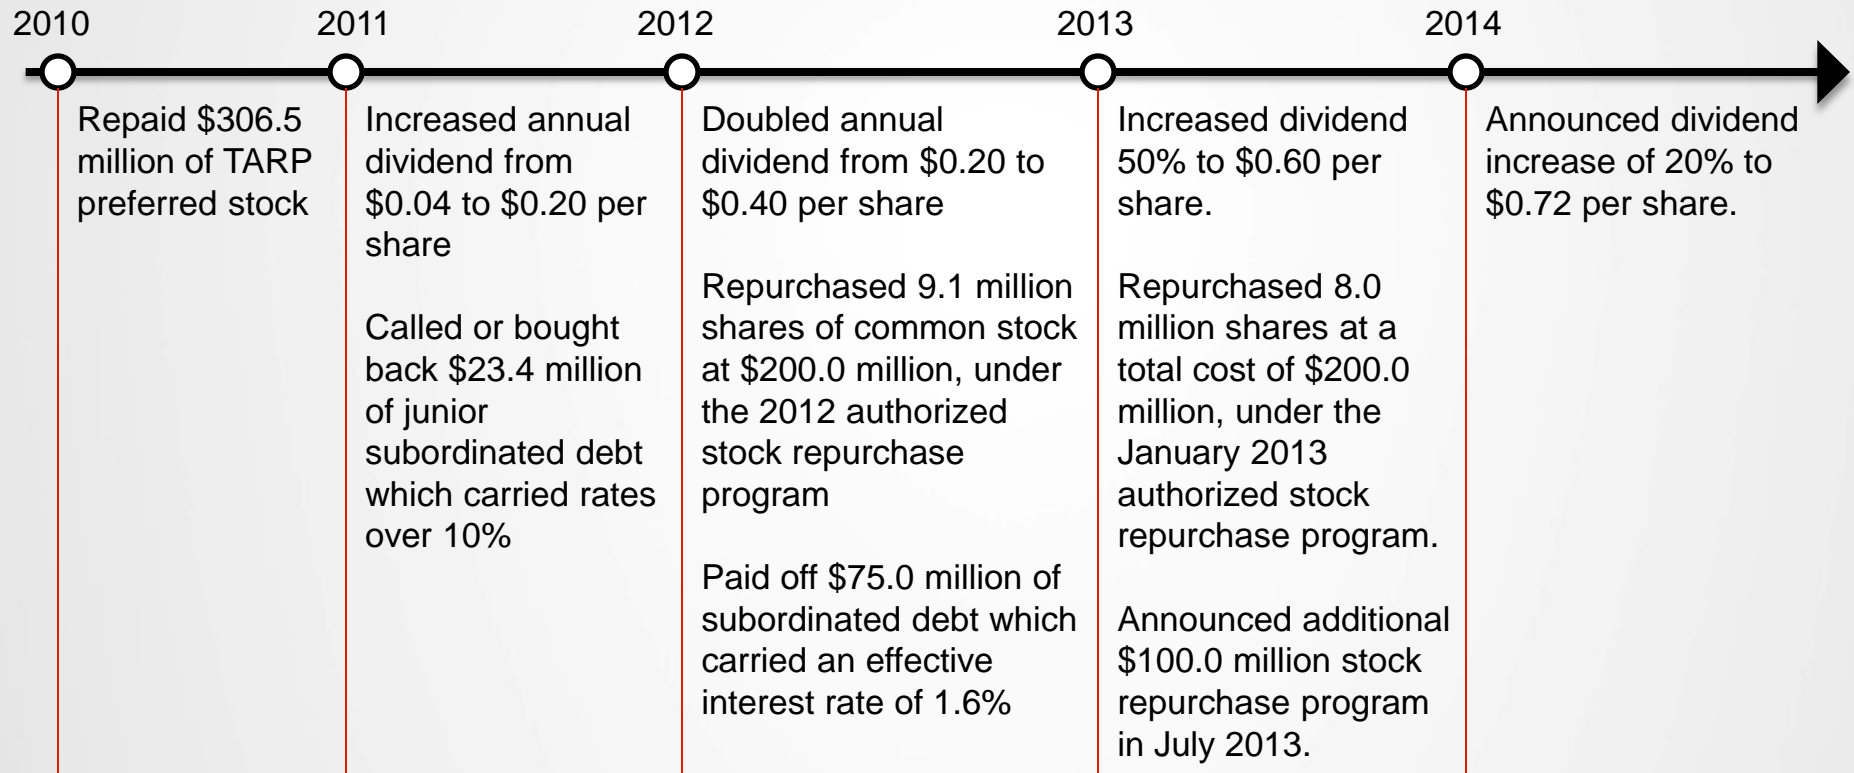 2010
2011
2012
2013
2014
Repaid $306.5
million of TARP
preferred stock
Increased annual
dividend from
$0.04 to $0.20 per
share
Called or bought
back $23.4 million
of junior
subordinated debt
which carried rates
over 10%
Doubled annual
dividend from $0.20 to
$0.40 per share
Repurchased 9.1 million
shares of common stock
at $200.0 million, under
the 2012 authorized
stock repurchase
program
Paid off $75.0 million of
subordinated debt which
carried an effective
interest rate of 1.6%
Increased dividend
50% to $0.60 per
share.
Repurchased 8.0
million shares at a
total cost of $200.0
million, under the
January 2013
authorized stock
repurchase program.
Announced additional
$100.0 million stock
repurchase program
in July 2013.
Announced dividend
increase of 20% to
$0.72 per share.